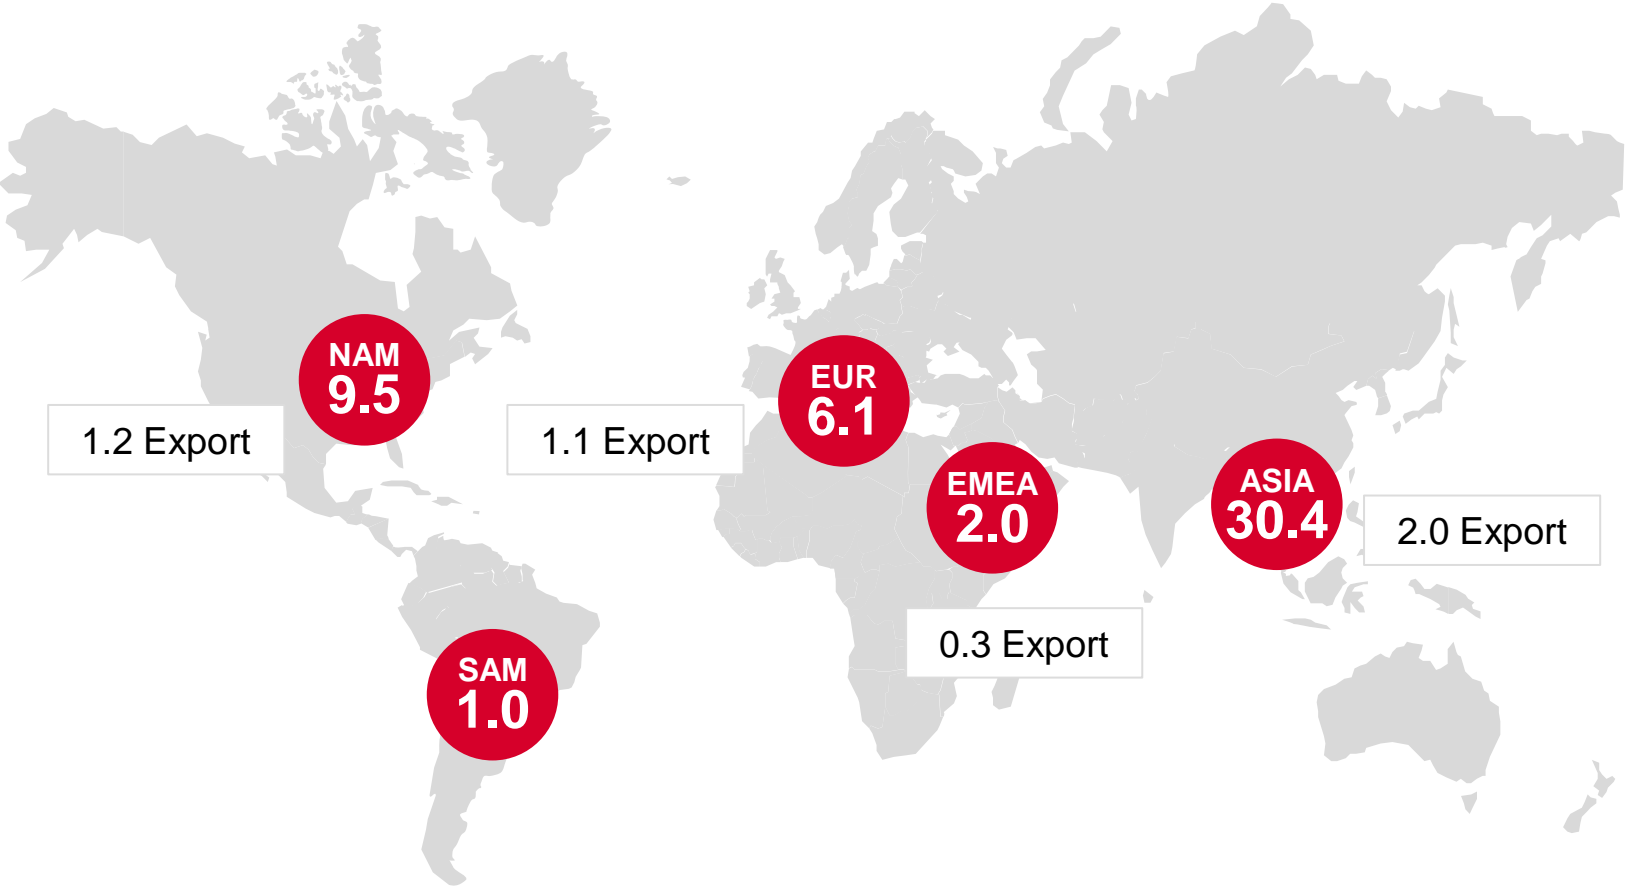 NAM
9.5
1.2 Export
EUR
6.1
1.1 Export
EMEA
2.0
0.3 Export
ASIA
30.4
2.0 Export
SAM
1.0